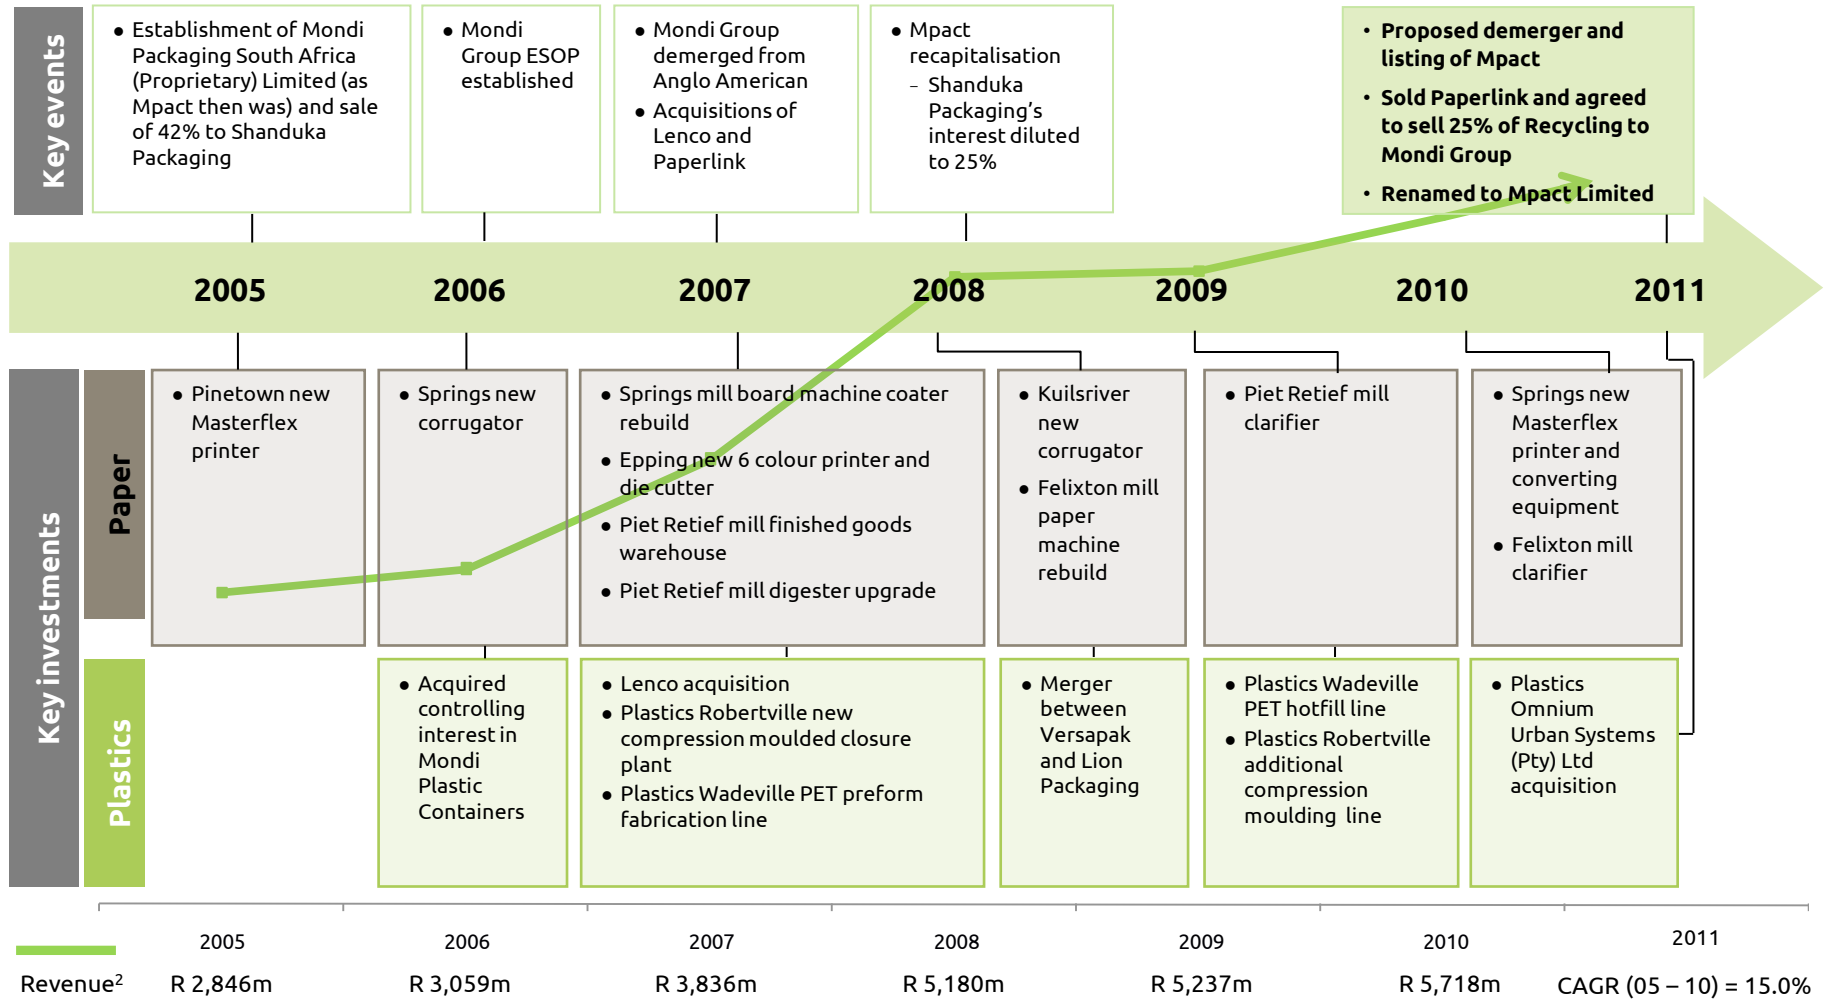 Key events
● Establishment of Mondi
Packaging South Africa
(Proprietary) Limited (as
Mpact then was) and sale
of 42% to Shanduka
Packaging
● Mondi
Group ESOP
established
● Mondi Group
demerged from
Anglo American
● Acquisitions of
Lenco and
Paperlink
● Mpact
recapitalisation
– Shanduka
Packaging's
interest diluted
to 25%
• Proposed demerger and
listing of Mpact
• Sold Paperlink and agreed
to sell 25% of Recycling to
Mondi Group
• Renamed to Mpact Limited
2005 2006 2007 2008 2009 2010 2011
Key investments
Paper
● Pinetown new
Masterflex
printer
● Springs new
corrugator
● Springs mill board machine coater
rebuild
● Epping new 6 colour printer and
die cutter
● Piet Retief mill finished goods
warehouse
● Piet Retief mill digester upgrade
● Kuilsriver
new
corrugator
● Felixton mill
paper
machine
rebuild
● Piet Retief mill
clarifier
● Springs new
Masterflex
printer and
converting
equipment
● Felixton mill
clarifier
Plastics
● Acquired
controlling
interest in
Mondi
Plastic
Containers
● Lenco acquisition
● Plastics Robertville new
compression moulded closure
plant
● Plastics Wadeville PET preform
fabrication line
● Merger
between
Versapak
and Lion
Packaging
● Plastics Wadeville
PET hotfill line
● Plastics Robertville
additional
compression
moulding line
● Plastics
Omnium
Urban Systems
(Pty) Ltd
acquisition
2005 2006 2007 2008 2009 2010 2011
Revenue² R 2,846m R 3,059m R 3,836m R 5,180m R 5,237m R 5,718m CAGR (05 – 10) = 15.0%